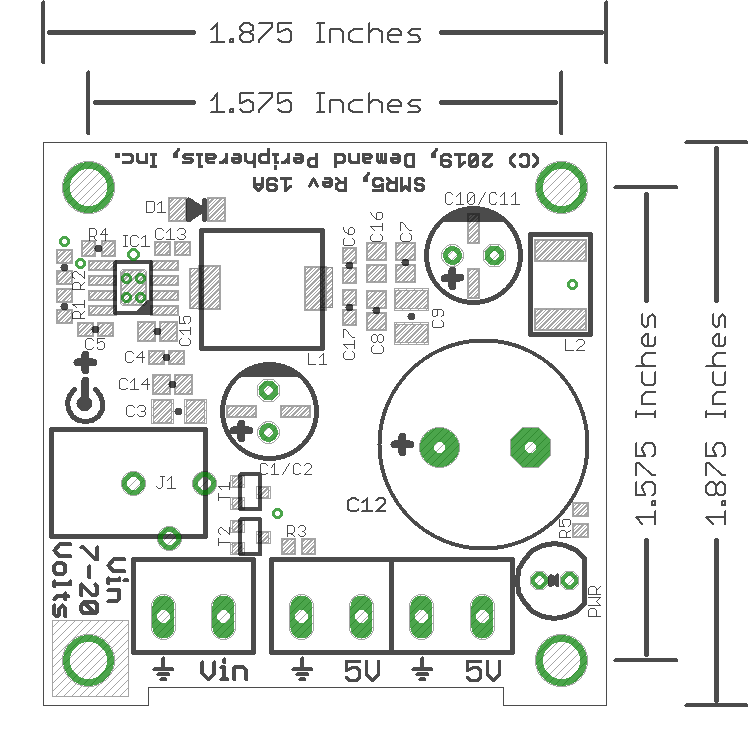 1.875 Inches
1.575 Inches
(C) 2019, Demand Peripherals, Inc.
SMR5, Rev 19A
D1
C10/C11
R4
IC1
C13
C6
C16
C7
R2
R1
C15
C17
C8
C9
C5
L1
L2
C4
C14
C3
C1/C2
J1
T1
C12
T2
R3
R5
1.575 Inches
1.875 Inches
Vin
7-20
Volts
PWR
Vin
5V
5V